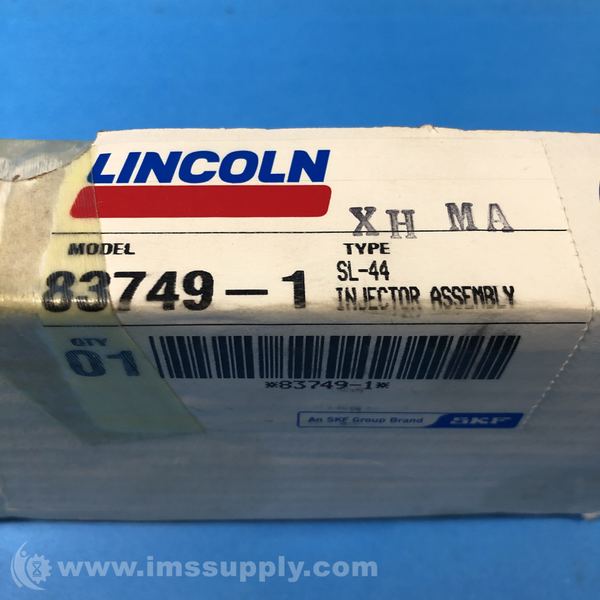 LINCOLN
XH MA
MODEL TYPE
83749-1 SL-44
INJECTOR ASSEMBLY
QTY
01
*83749-1*
An SKF Group Brand SKF
www.imssupply.com